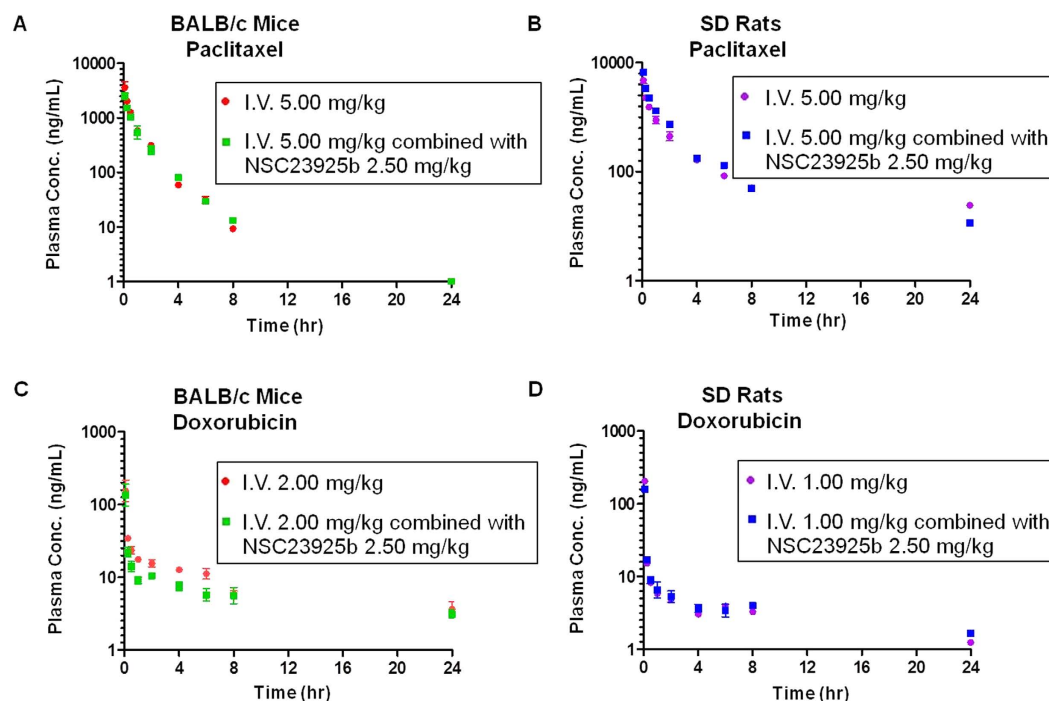 A
BALB/c Mice
Paclitaxel
Plasma Conc. (ng/mL)
10000
1000
100
10
1
I.V. 5.00 mg/kg
I.V. 5.00 mg/kg combined with
NSC23925b 2.50 mg/kg
0 4 8 12 16 20 24
Time (hr)
B
SD Rats
Paclitaxel
Plasma Conc. (ng/mL)
10000
100
1
I.V. 5.00 mg/kg
I.V. 5.00 mg/kg combined with
NSC23925b 2.50 mg/kg
0 4 8 12 16 20 24
Time (hr)
C
BALB/c Mice
Doxorubicin
Plasma Conc. (ng/mL)
1000
100
10
1
I.V. 2.00 mg/kg
I.V. 2.00 mg/kg combined with
NSC23925b 2.50 mg/kg
0 4 8 12 16 20 24
Time (hr)
D
SD Rats
Doxorubicin
Plasma Conc. (ng/mL)
1000
100
10
1
I.V. 1.00 mg/kg
I.V. 1.00 mg/kg combined with
NSC23925b 2.50 mg/kg
0 4 8 12 16 20 24
Time (hr)